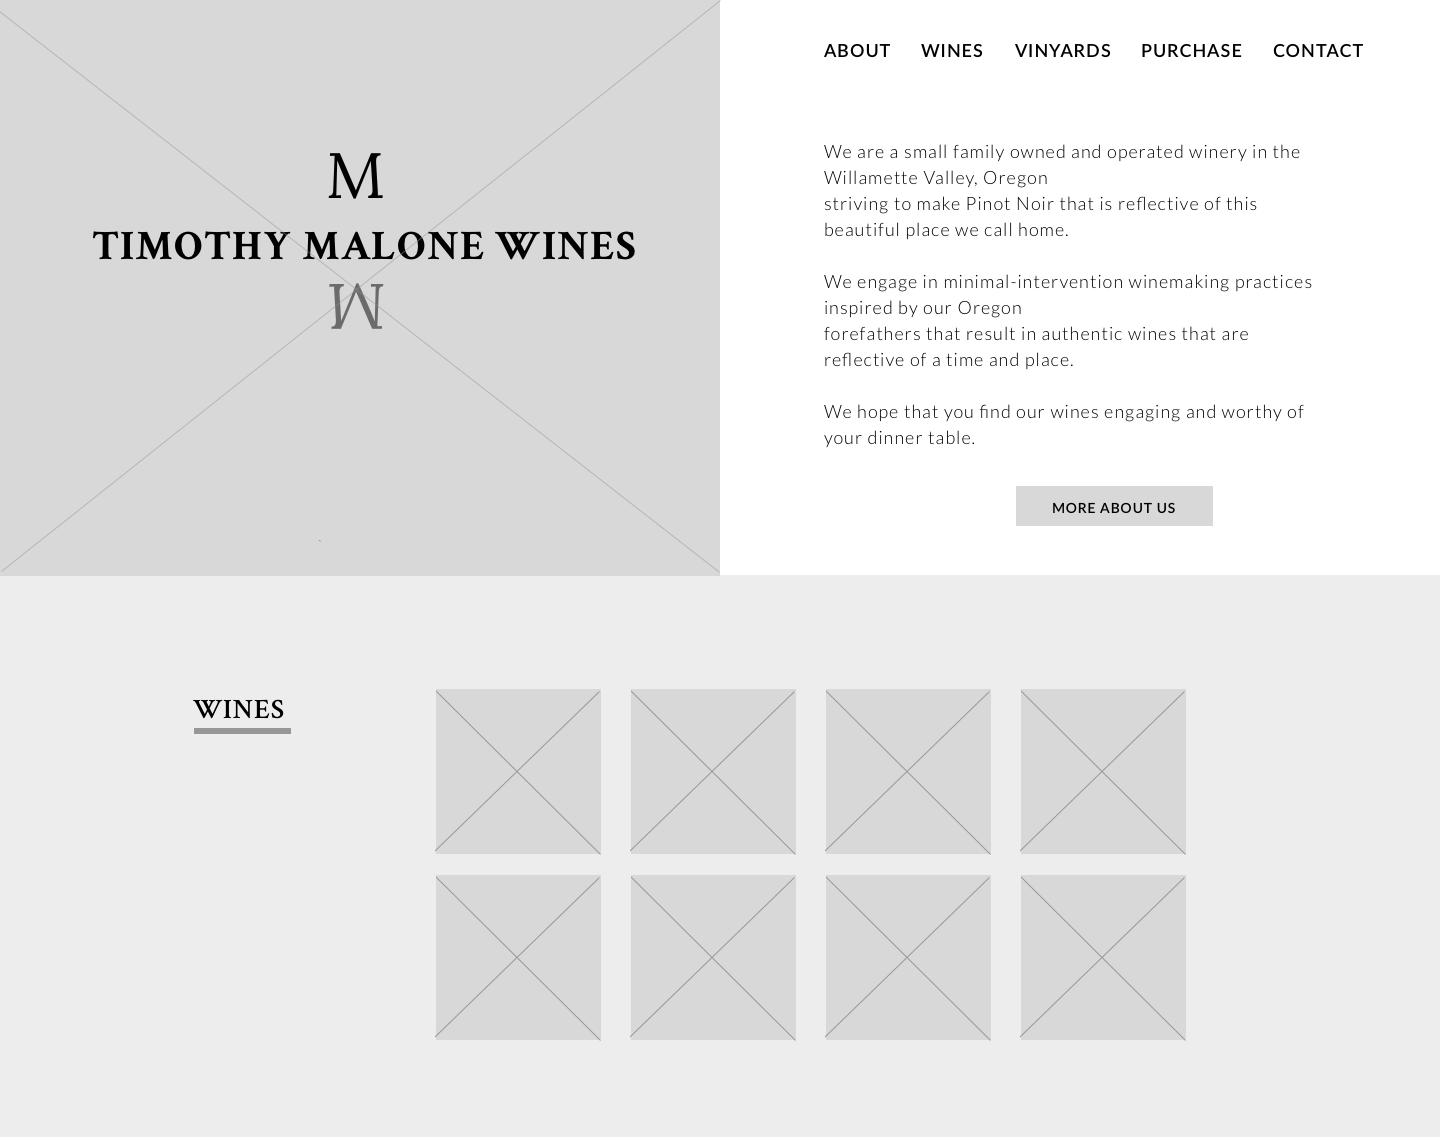 ABOUT WINES VINYARDS PURCHASE CONTACT
M
TIMOTHY MALONE WINES
M
We are a small family owned and operated winery in the
Willamette Valley, Oregon
striving to make Pinot Noir that is reflective of this
beautiful place we call home.
We engage in minimal-intervention winemaking practices
inspired by our Oregon
forefathers that result in authentic wines that are
reflective of a time and place.
We hope that you find our wines engaging and worthy of
your dinner table.
MORE ABOUT US
WINES